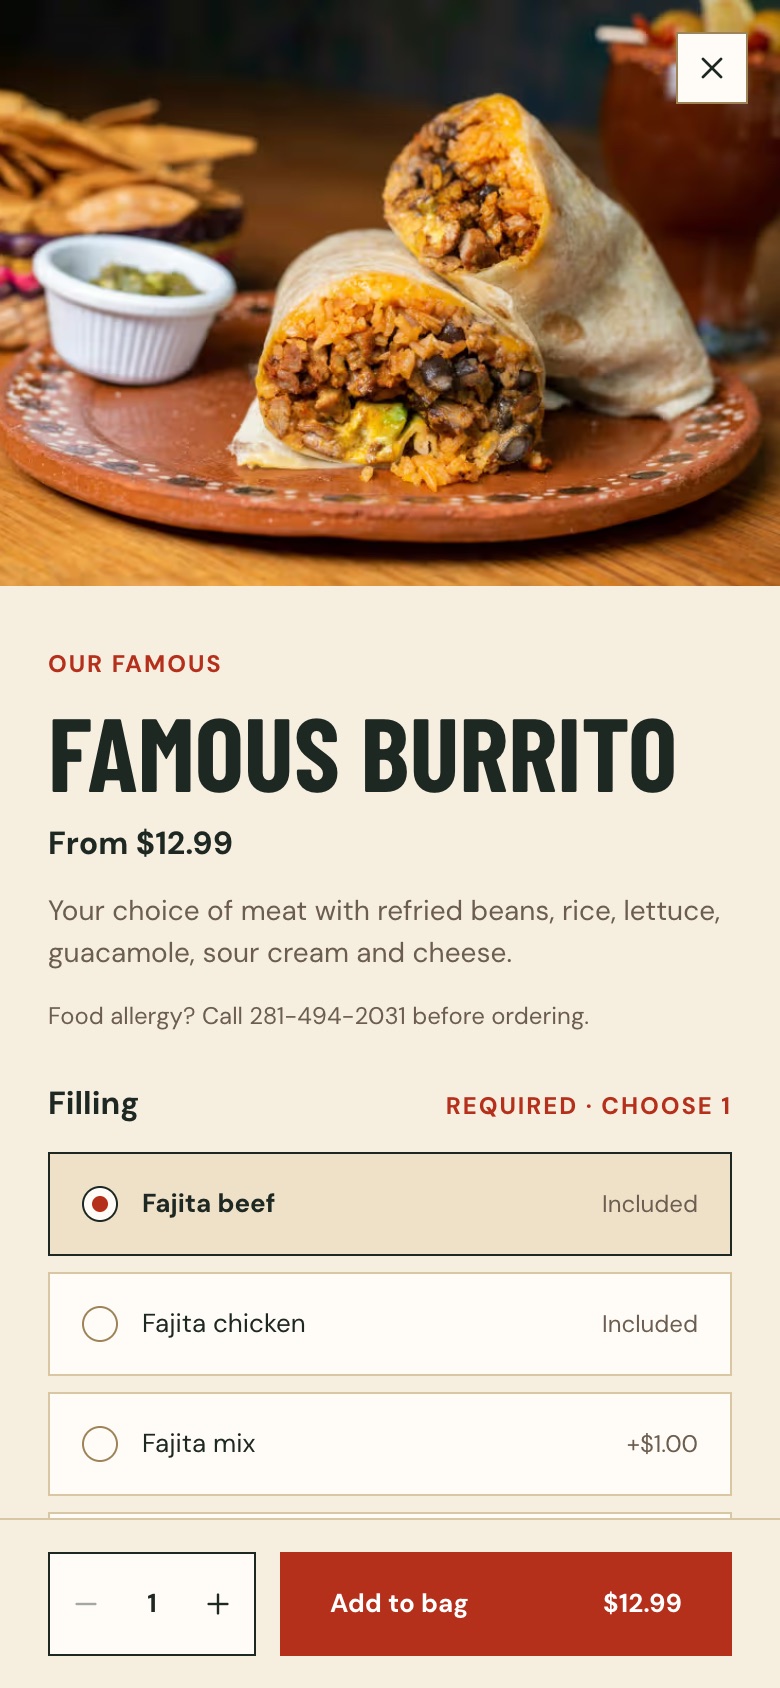 OUR FAMOUS
FAMOUS BURRITO
From $12.99
Your choice of meat with refried beans, rice, lettuce,
guacamole, sour cream and cheese.
Food allergy? Call 281-494-2031 before ordering.
Filling REQUIRED · CHOOSE 1
Fajita beef Included
Fajita chicken Included
Fajita mix +$1.00
1 Add to bag $12.99